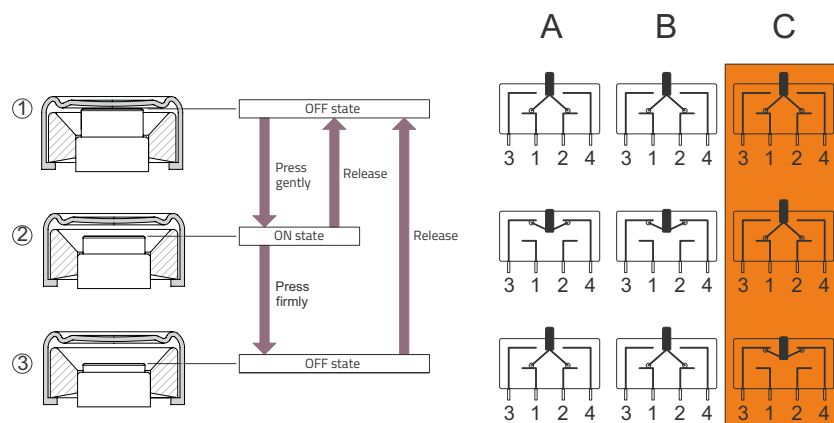 A B C
① OFF state
3 1 2 4 3 1 2 4 3 1 2 4
Press
gently
Release
② ON state
Release
3 1 2 4 3 1 2 4 3 1 2 4
Press
firmly
③ OFF state
3 1 2 4 3 1 2 4 3 1 2 4